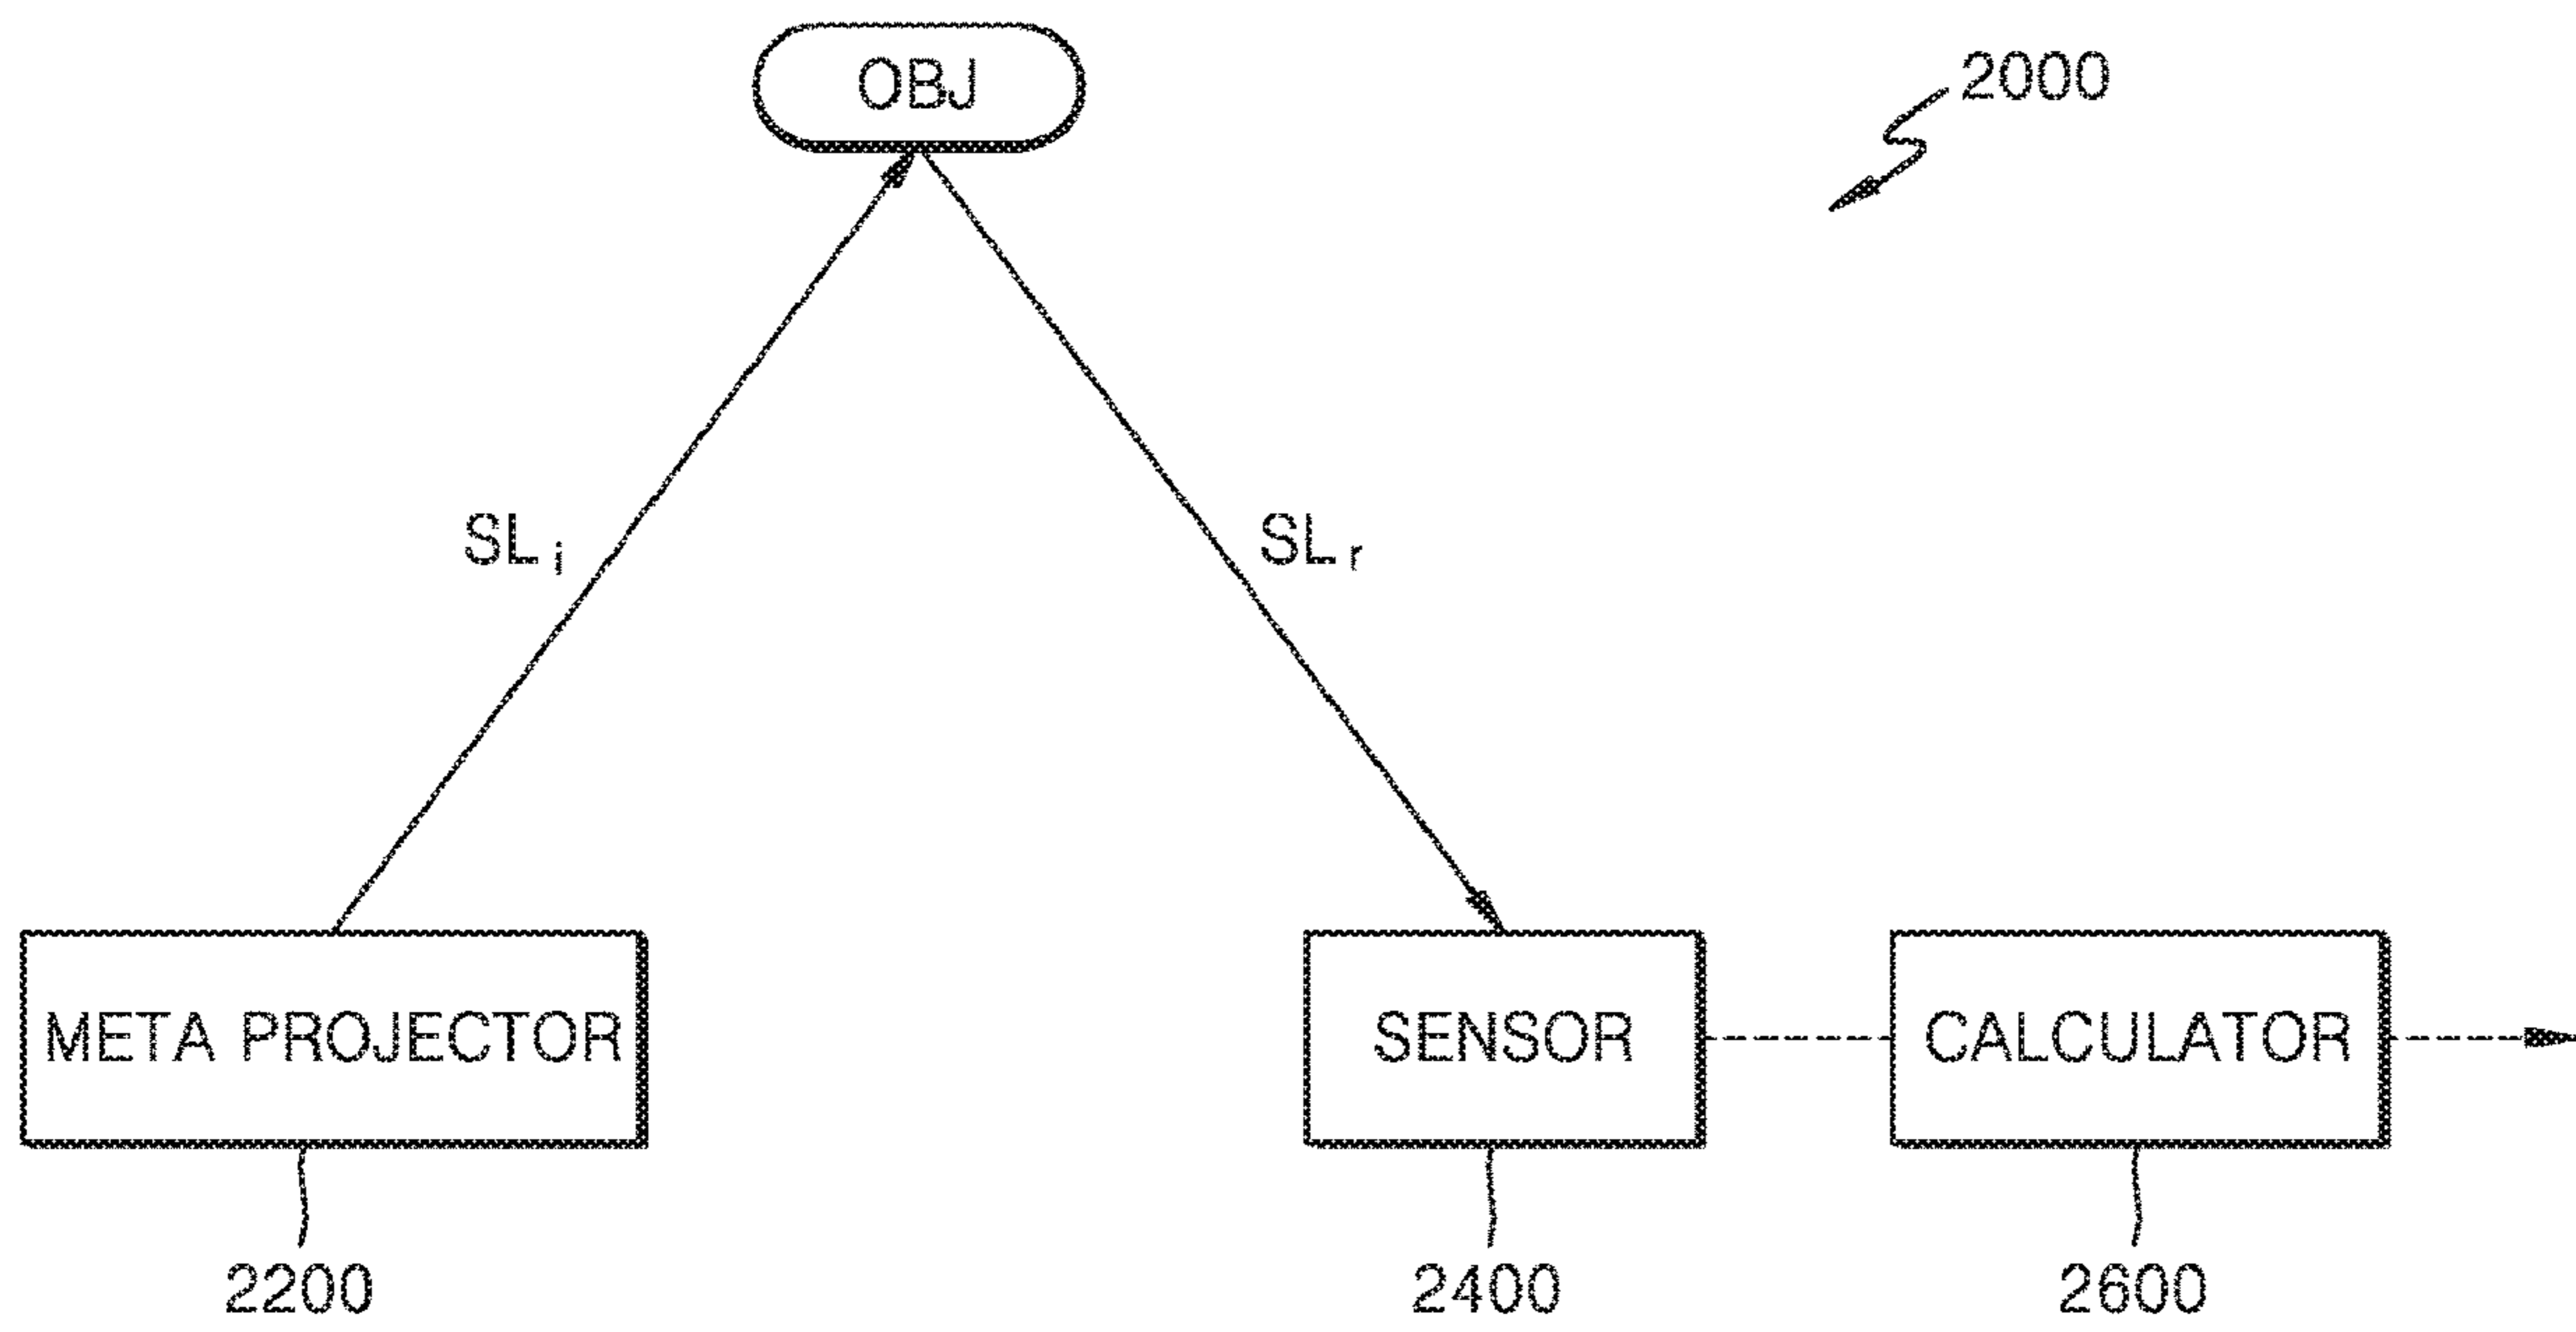 OBJ
2000
SLi
SLr
META PROJECTOR
SENSOR
CALCULATOR
2200
2400
2600